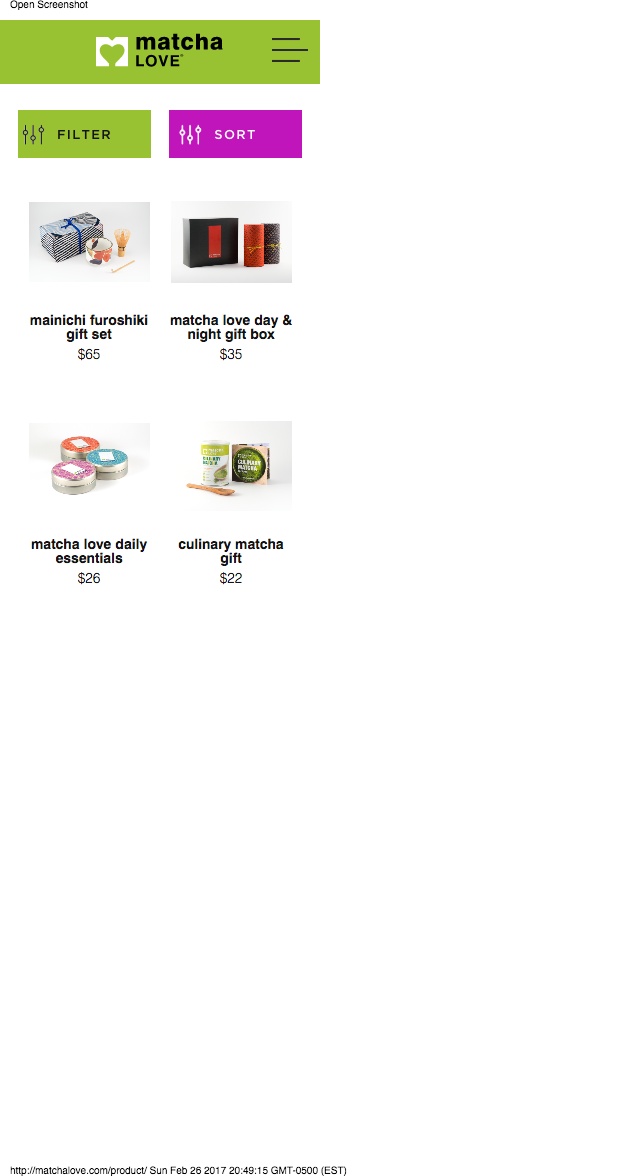 Open Screenshot
matcha
LOVE
FILTER
SORT
mainichi furoshiki
gift set
$65
matcha love day &
night gift box
$35
CULINARY
MATCHA
matcha love daily
essentials
$26
culinary matcha
gift
$22
http://matchalove.com/product/ Sun Feb 26 2017 20:49:15 GMT-0500 (EST)